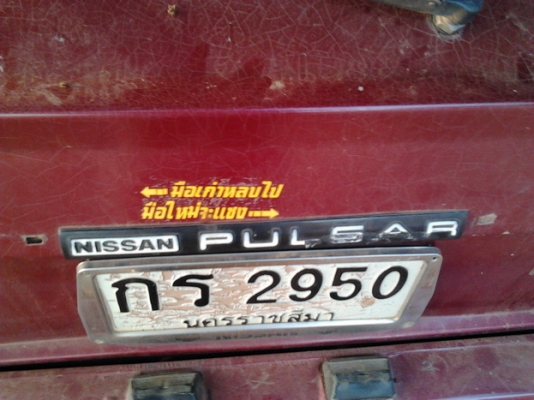 ←มือเก่าหลบไป
มือใหม่จะแซง→
NISSAN PULSAR
กร 2950
นครราชสีมา